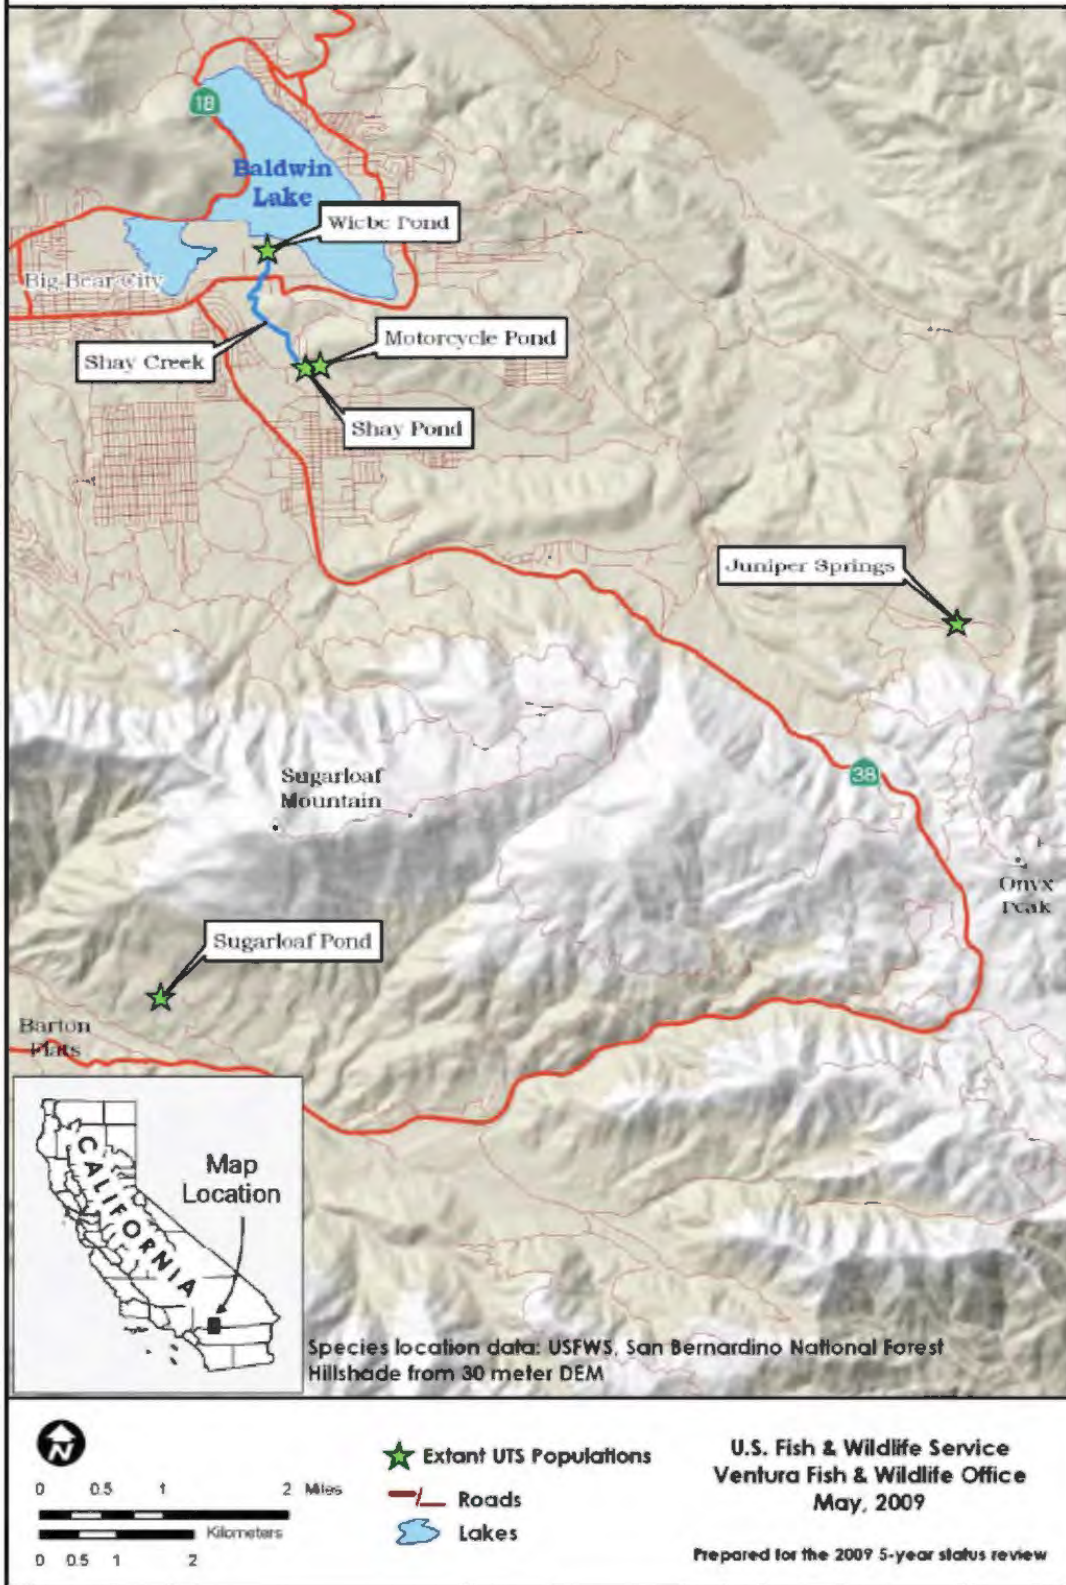 18
Baldwin
Lake
Wiebe Pond
Big Bear City
Motorcycle Pond
Shay Creek
Shay Pond
Juniper Springs
Sugarloaf
Mountain
38
Onyx
Peak
Sugarloaf Pond
Barton
Flats
CALIFORNIA
Map
Location
Species location data: USFWS, San Bernardino National Forest
Hillshade from 30 meter DEM
N
0 0.5 1 2 Miles
Kilometers
0 0.5 1 2
Extant UTS Populations
Roads
Lakes
U.S. Fish & Wildlife Service
Ventura Fish & Wildlife Office
May, 2009
Prepared for the 2009 5-year status review